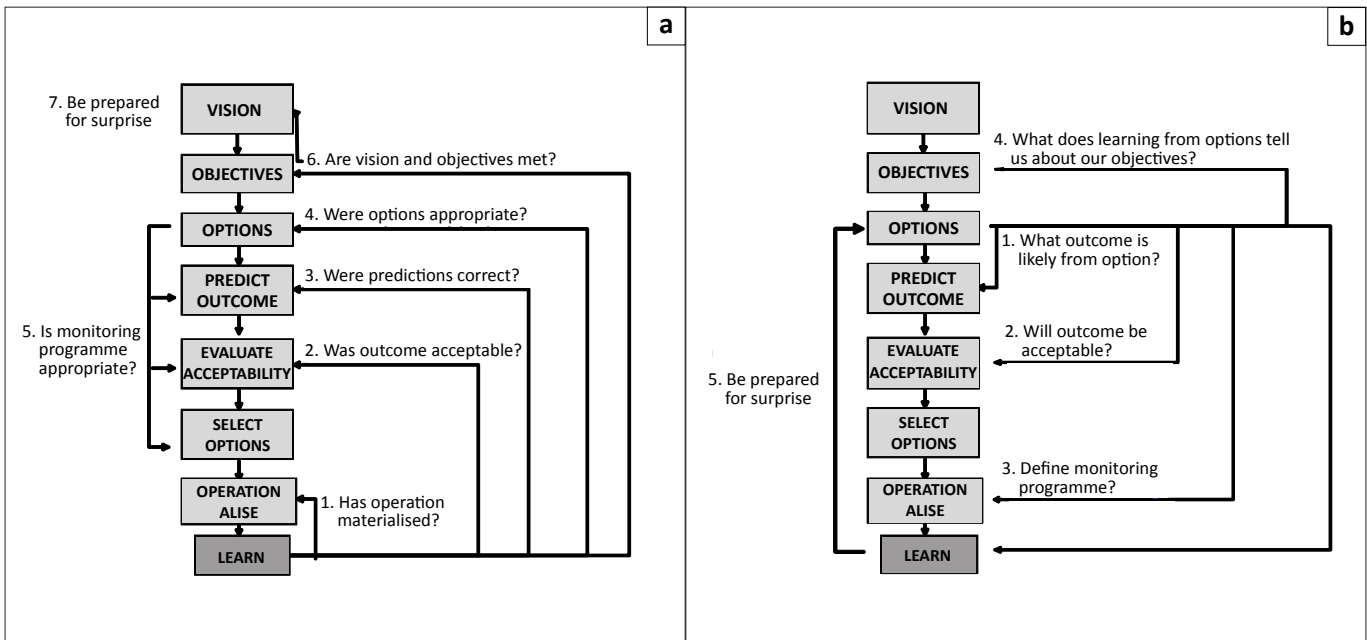 a
7. Be prepared
for surprise
VISION
OBJECTIVES
6. Are vision and objectives met?
OPTIONS
4. Were options appropriate?
PREDICT
OUTCOME
3. Were predictions correct?
5. Is monitoring
programme
appropriate?
EVALUATE
ACCEPTABILITY
2. Was outcome acceptable?
SELECT
OPTIONS
OPERATION
ALISE
1. Has operation
materialised?
LEARN
b
VISION
4. What does learning from options tell
us about our objectives?
OBJECTIVES
OPTIONS
1. What outcome is
likely from option?
PREDICT
OUTCOME
2. Will outcome be
acceptable?
EVALUATE
ACCEPTABILITY
5. Be prepared
for surprise
SELECT
OPTIONS
3. Define monitoring
programme?
OPERATION
ALISE
LEARN